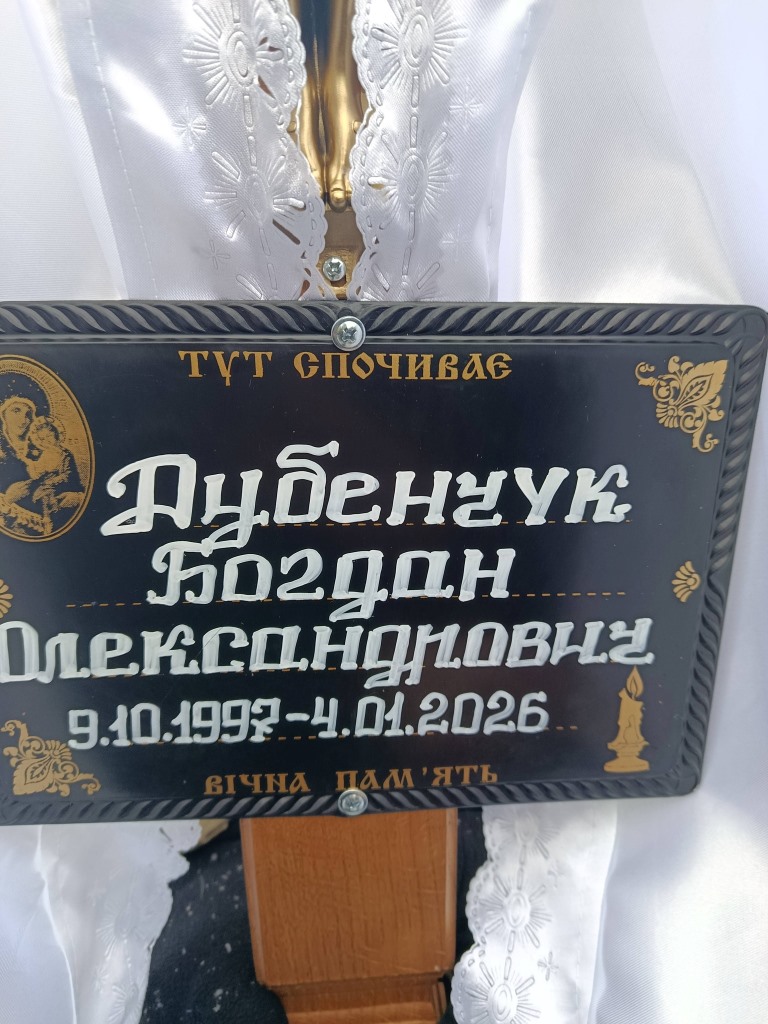 ТУТ СПОЧИВАЄ
Дубенчук
Богдан
Олександрович
9.10.1997-4.01.2026
ВІЧНА ПАМ'ЯТЬ